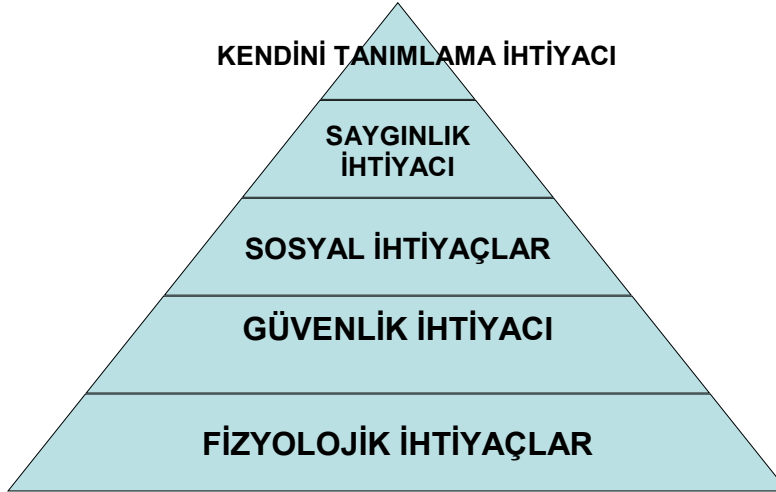 KENDİNİ TANIMLAMA İHTİYACI
SAYGINLIK
İHTİYACI
SOSYAL İHTİYAÇLAR
GÜVENLİK İHTİYACI
FİZYOLOJİK İHTİYAÇLAR